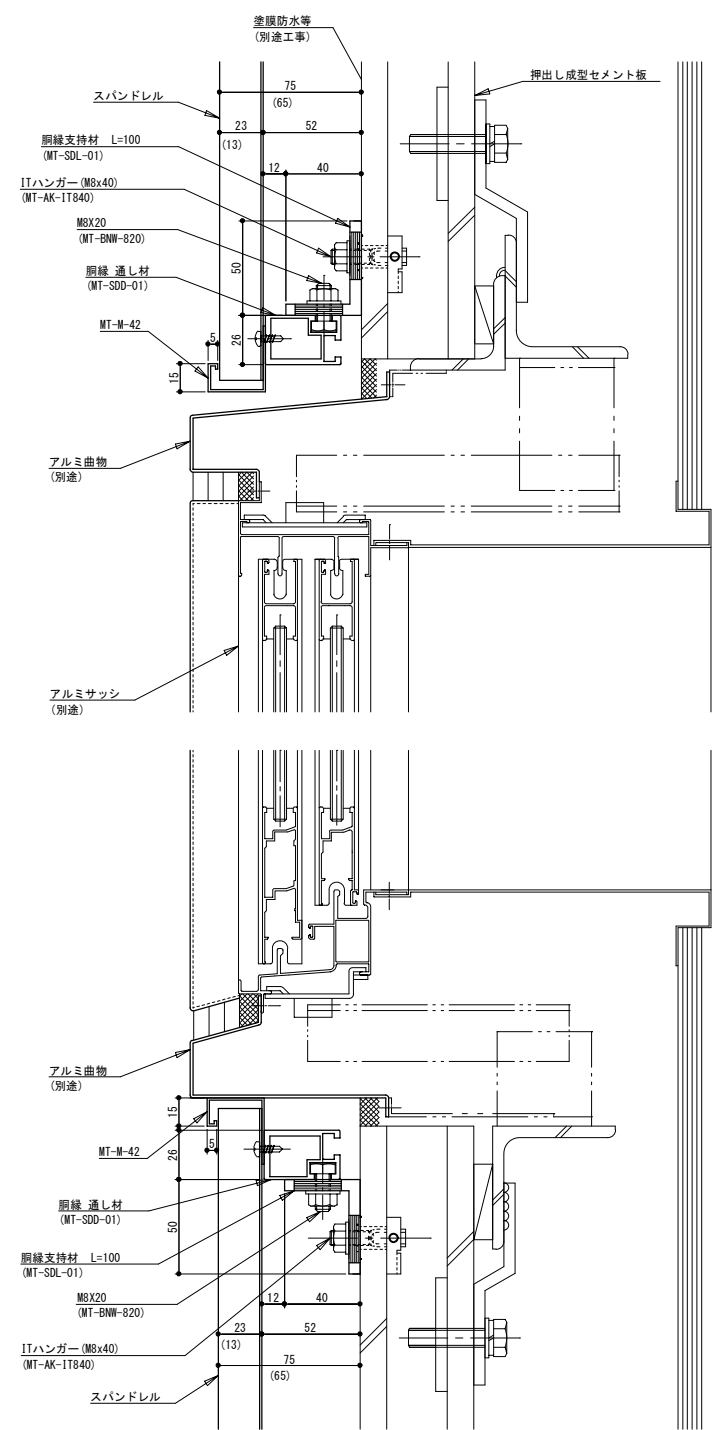 塗膜防水等
(別途工事)
押出し成型セメント板
75
(65)
スパンドレル
23
52
(13)
胴縁支持材 L=100
(MT-SDL-01)
12
40
ITハンガー(M8x40)
(MT-AK-IT840)
M8X20
(MT-BNW-820)
50
胴縁 通し材
(MT-SDD-01)
MT-M-42
5
26
15
アルミ曲物
(別途)
アルミサッシ
(別途)
アルミ曲物
(別途)
15
MT-M-42
5
26
胴縁 通し材
(MT-SDD-01)
50
胴縁支持材 L=100
(MT-SDL-01)
M8X20
(MT-BNW-820)
12
40
ITハンガー(M8x40)
(MT-AK-IT840)
23
52
(13)
75
(65)
スパンドレル